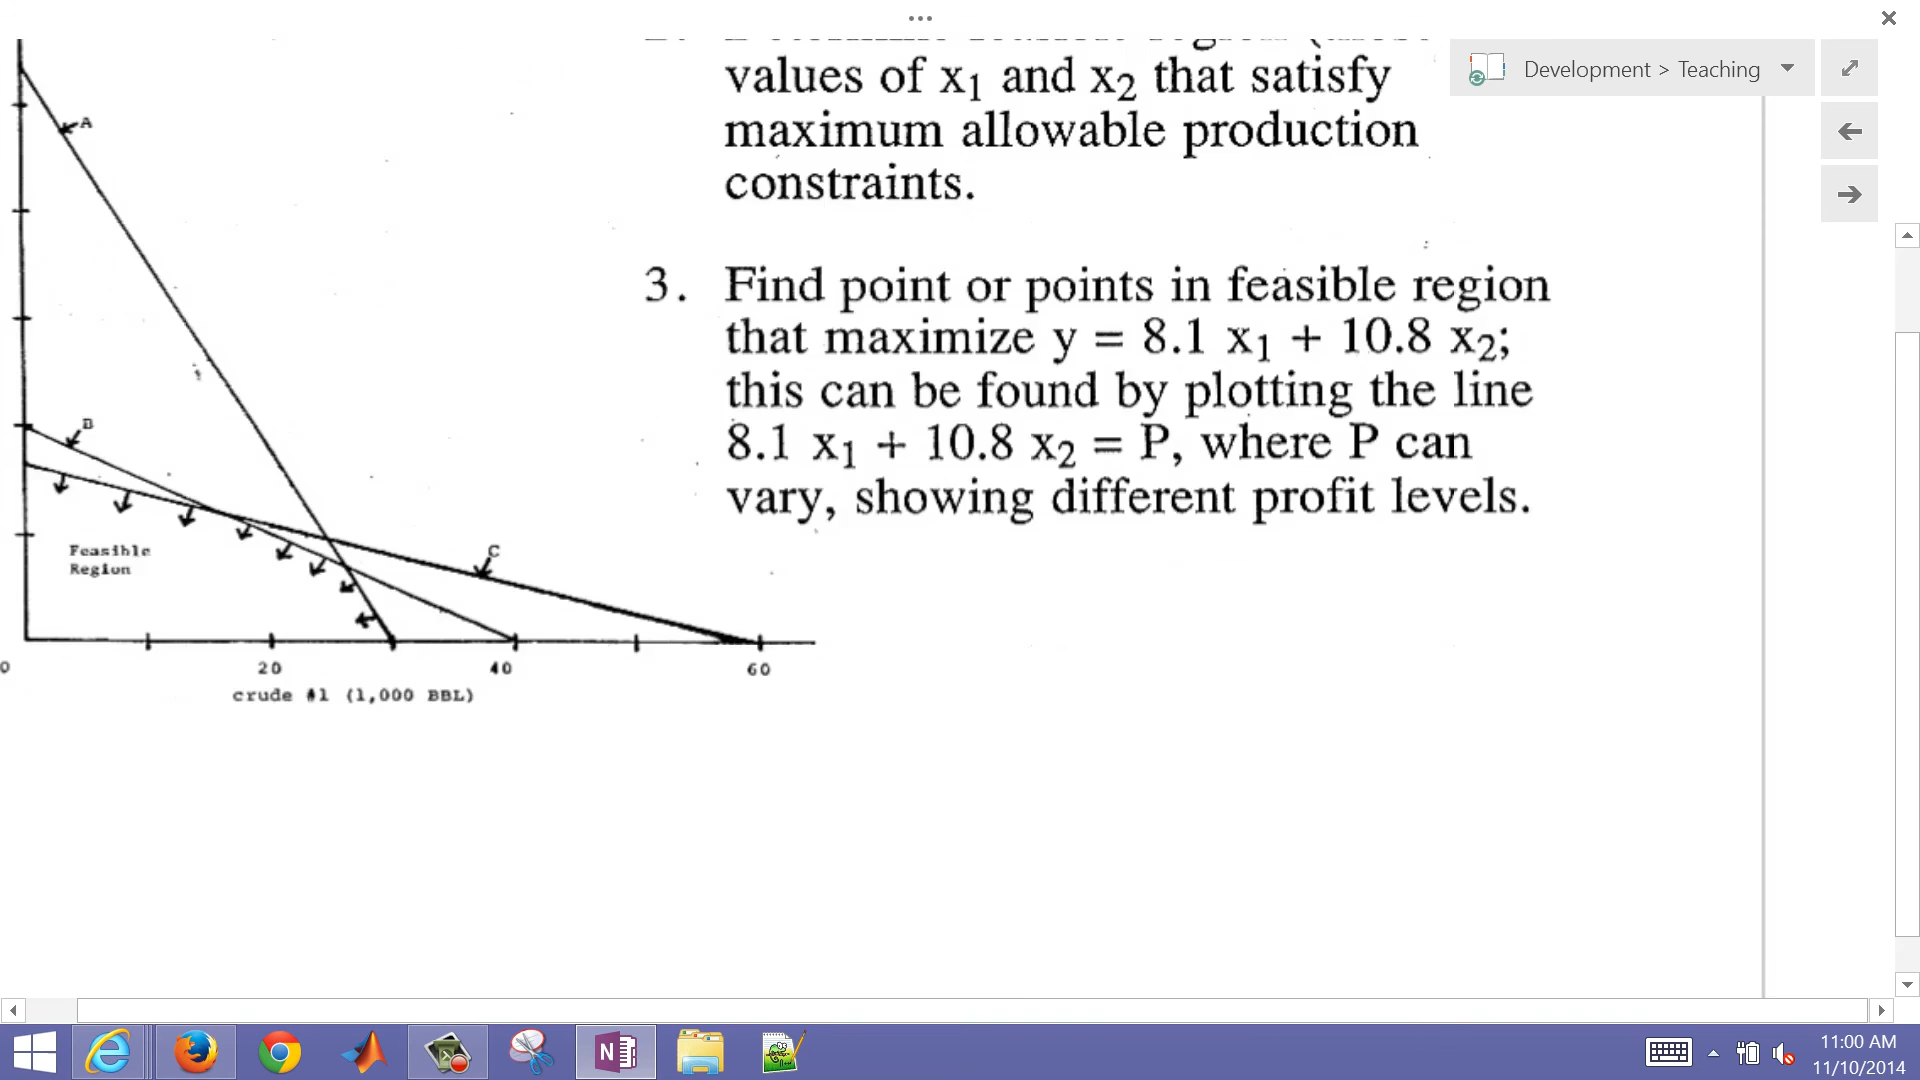 values of x1 and x2 that satisfy
maximum allowable production
constraints.
3. Find point or points in feasible region
that maximize y = 8.1 x1 + 10.8 x2;
this can be found by plotting the line
8.1 x1 + 10.8 x2 = P, where P can
vary, showing different profit levels.
Development > Teaching
A
B
C
Feasible
Region
0
20
40
60
crude #1 (1,000 BBL)
N
11:00 AM
11/10/2014